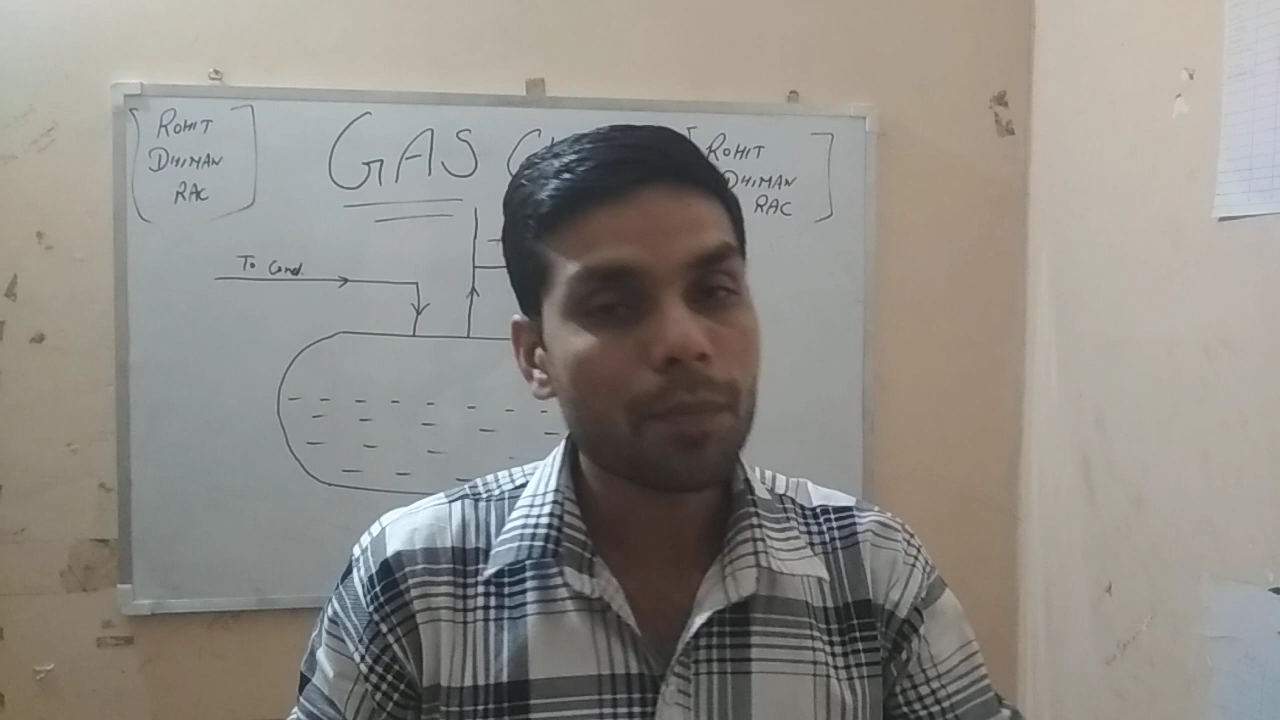 ROHIT
DHIMAN
RAC
GAS
ROHIT
DHIMAN
RAC
To Cond.